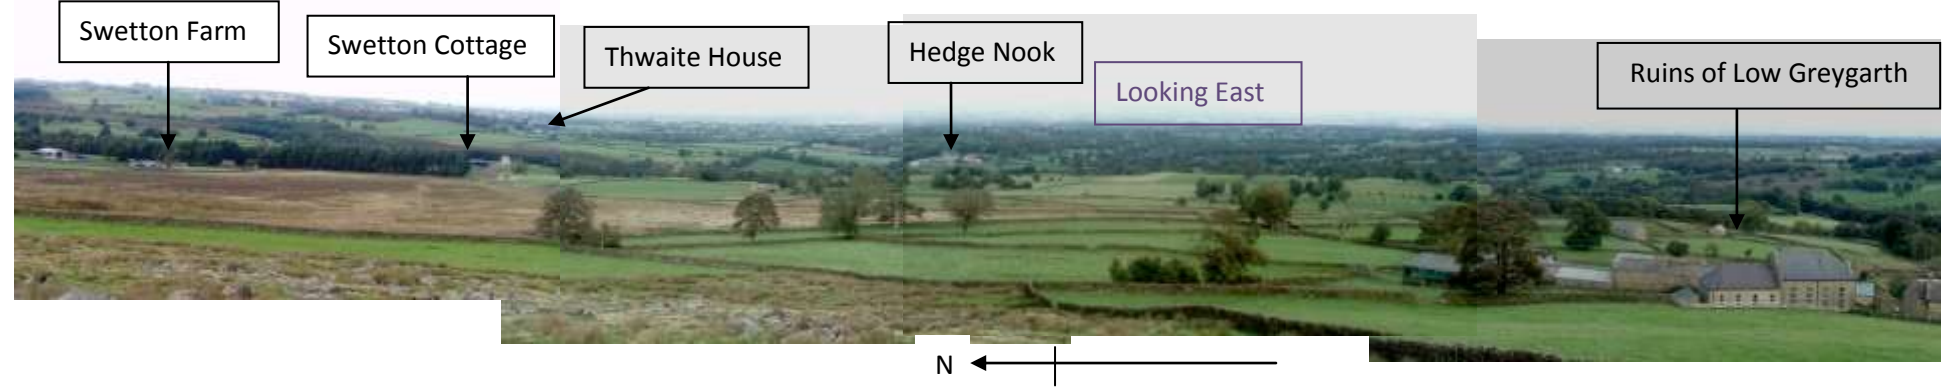 Swetton Farm
Swetton Cottage
Thwaite House
Hedge Nook
Looking East
Ruins of Low Greygarth
N